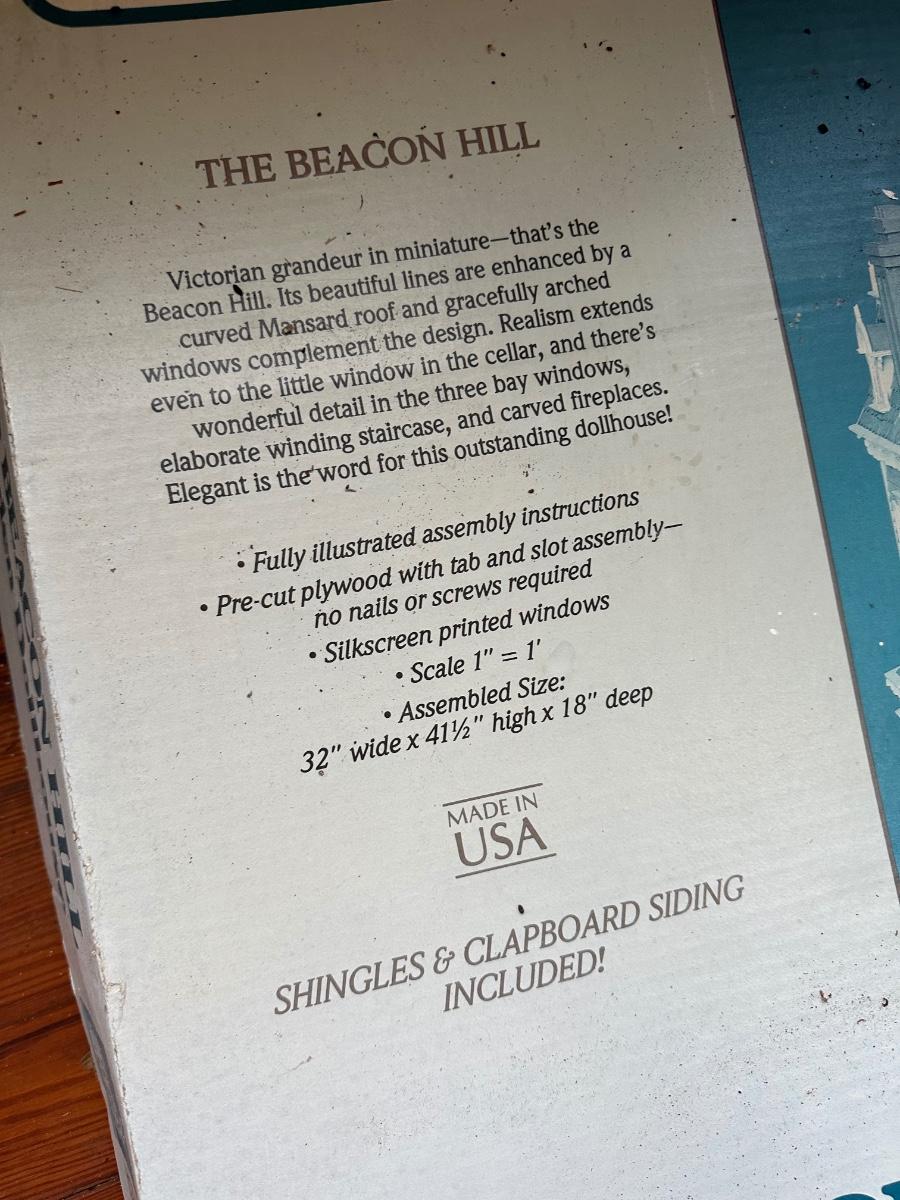 THE BEACON HILL
Victorian grandeur in miniature—that's the
Beacon Hill. Its beautiful lines are enhanced by a
curved Mansard roof and gracefully arched
windows complement the design. Realism extends
even to the little window in the cellar, and there's
wonderful detail in the three bay windows,
elaborate winding staircase, and carved fireplaces.
Elegant is the word for this outstanding dollhouse!
• Fully illustrated assembly instructions
• Pre-cut plywood with tab and slot assembly—
no nails or screws required
• Silkscreen printed windows
• Scale 1" = 1'
• Assembled Size:
32" wide x 41½" high x 18" deep
MADE IN
USA
SHINGLES & CLAPBOARD SIDING
INCLUDED!